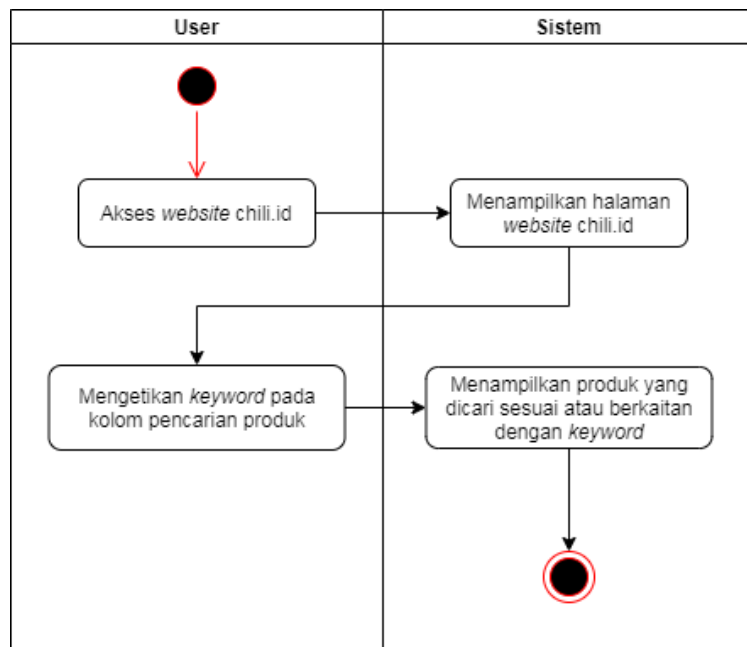 User
Sistem
Akses website chili.id
Menampilkan halaman
website chili.id
Mengetikan keyword pada
kolom pencarian produk
Menampilkan produk yang
dicari sesuai atau berkaitan
dengan keyword